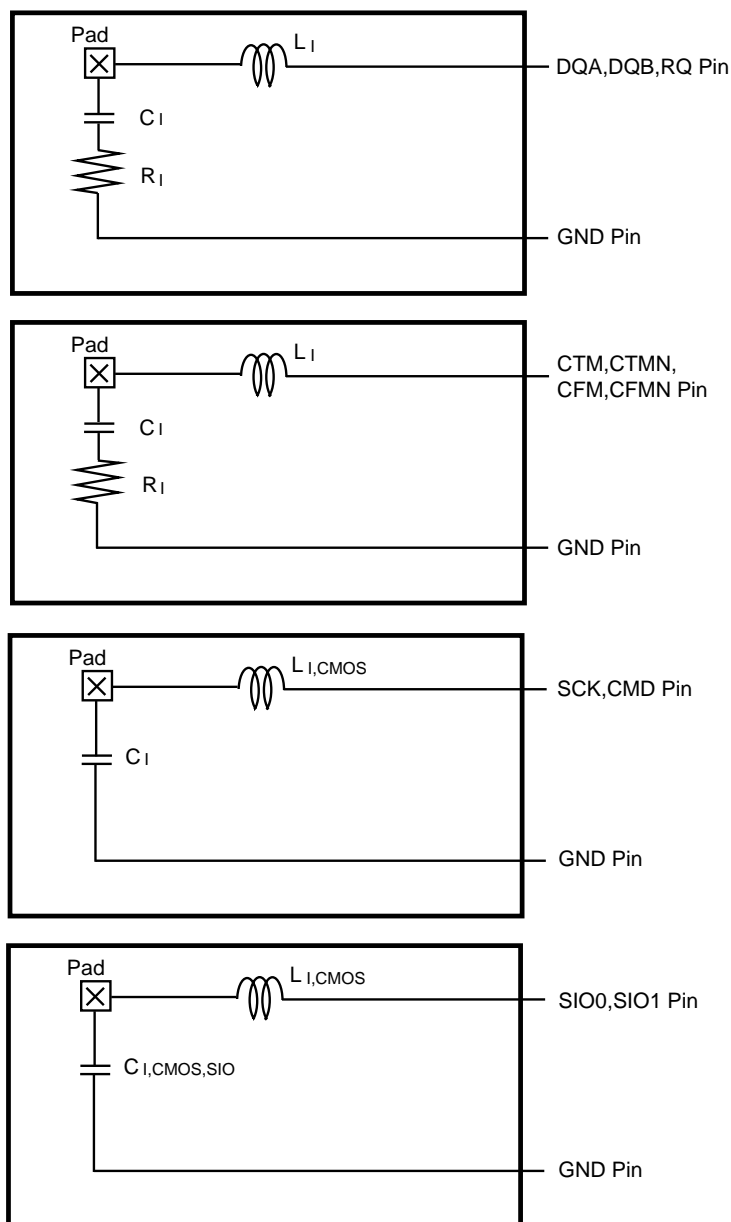 Pad
L I
DQA,DQB,RQ Pin
C I
R I
GND Pin
Pad
L I
CTM,CTMN,
CFM,CFMN Pin
C I
R I
GND Pin
Pad
L I,CMOS
SCK,CMD Pin
C I
GND Pin
Pad
L I,CMOS
SIO0,SIO1 Pin
C I,CMOS,SIO
GND Pin